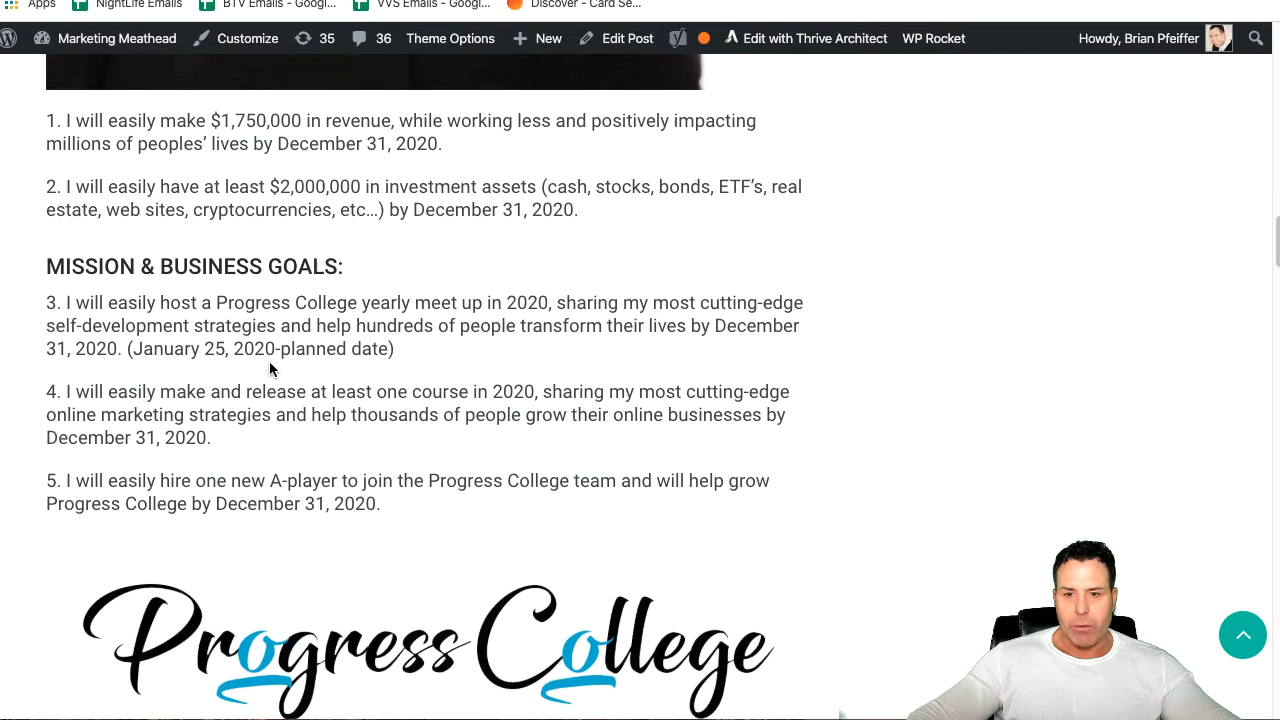 Apps
NightLife Emails
BTV Emails - Googl...
VVS Emails - Googl...
Discover - Card Se...
Marketing Meathead
Customize
35
36
Theme Options
New
Edit Post
Edit with Thrive Architect
WP Rocket
Howdy, Brian Pfeiffer
1. I will easily make $1,750,000 in revenue, while working less and positively impacting
millions of peoples’ lives by December 31, 2020.
2. I will easily have at least $2,000,000 in investment assets (cash, stocks, bonds, ETF’s, real
estate, web sites, cryptocurrencies, etc…) by December 31, 2020.
MISSION & BUSINESS GOALS:
3. I will easily host a Progress College yearly meet up in 2020, sharing my most cutting-edge
self-development strategies and help hundreds of people transform their lives by December
31, 2020. (January 25, 2020-planned date)
4. I will easily make and release at least one course in 2020, sharing my most cutting-edge
online marketing strategies and help thousands of people grow their online businesses by
December 31, 2020.
5. I will easily hire one new A-player to join the Progress College team and will help grow
Progress College by December 31, 2020.
Progress College